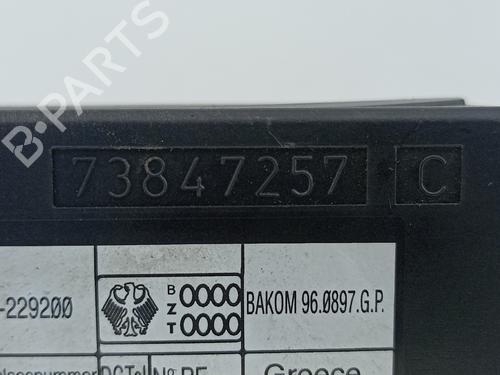 B-PARTS
73847257 C
-229200
B 0000
Z
T 0000
BAKOM 96.0897.G.P.
Greece